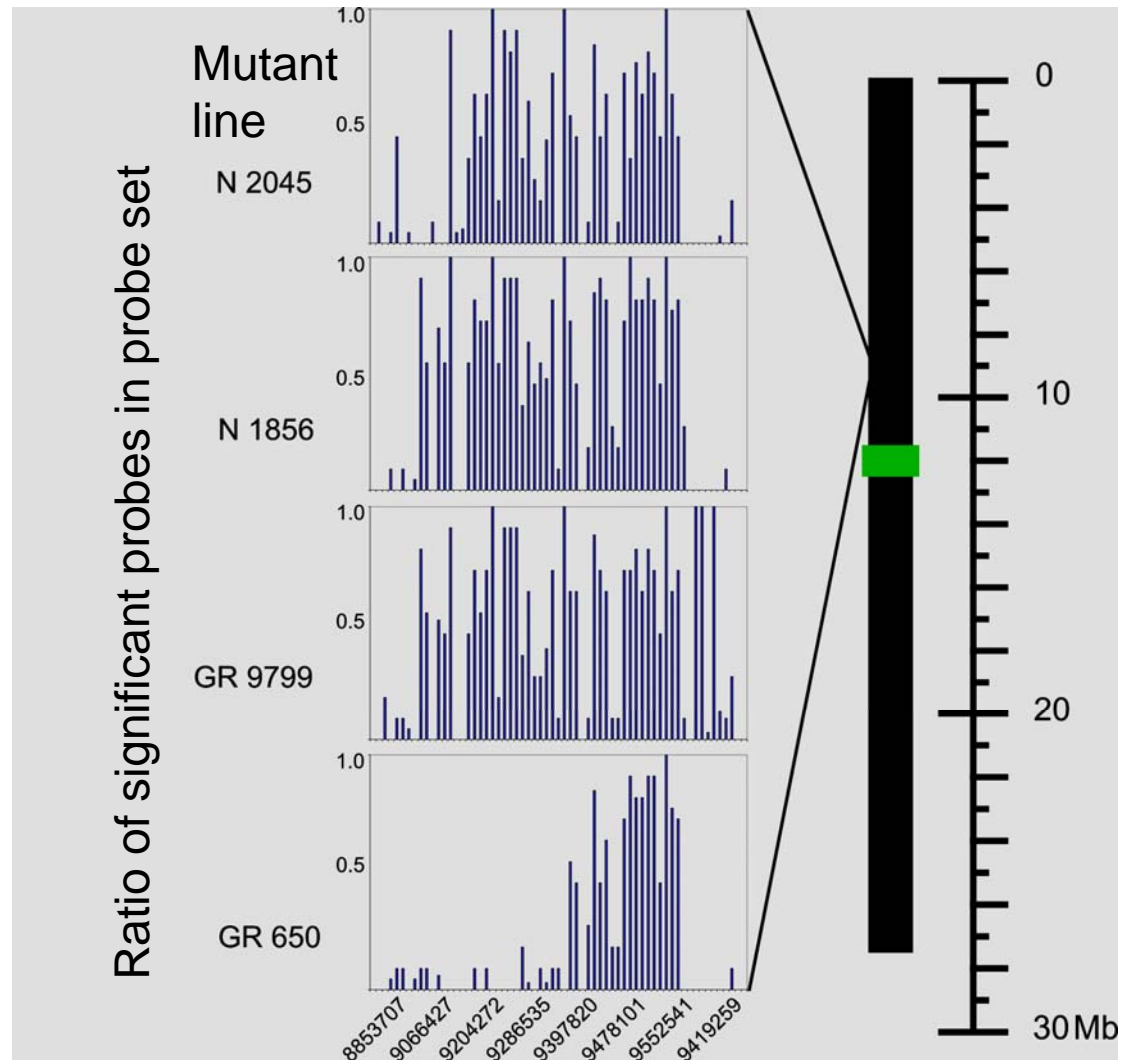 Mutant
line
Ratio of significant probes in probe set
1.0
0.5
N 2045
1.0
0.5
N 1856
1.0
0.5
GR 9799
1.0
0.5
GR 650
8853707
9066427
9204272
9286535
9397820
9478101
9552541
9419259
0
10
20
30 Mb